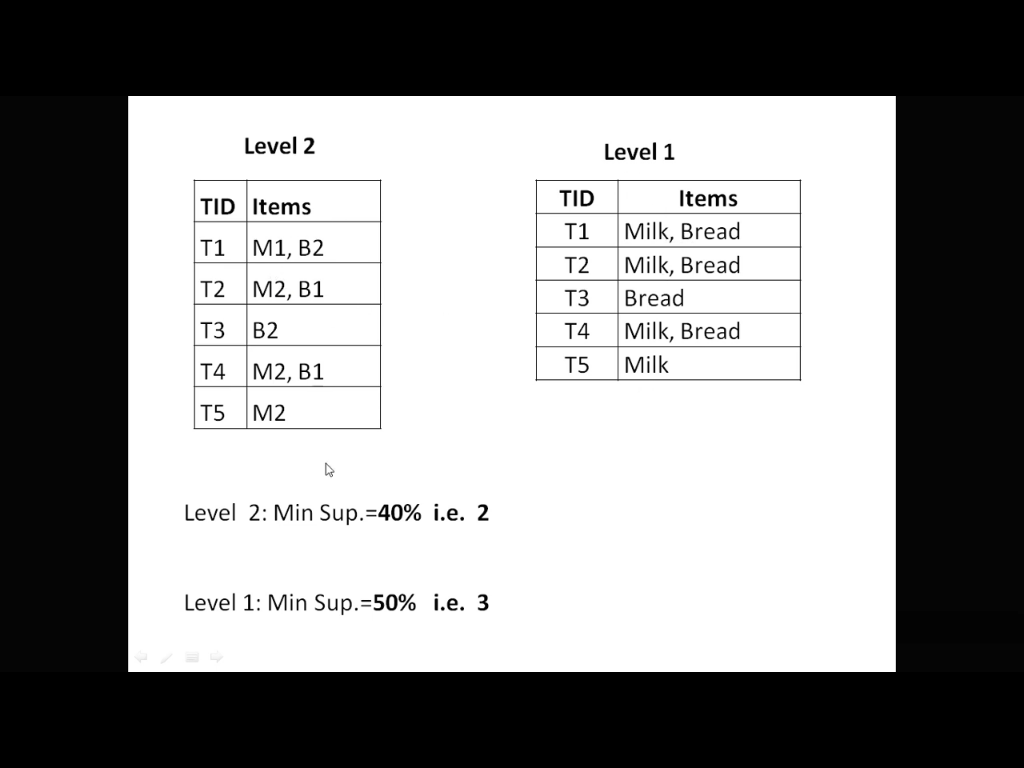 Level 2
TID Items
T1 M1, B2
T2 M2, B1
T3 B2
T4 M2, B1
T5 M2
Level 1
TID Items
T1 Milk, Bread
T2 Milk, Bread
T3 Bread
T4 Milk, Bread
T5 Milk
Level 2: Min Sup.=40% i.e. 2
Level 1: Min Sup.=50% i.e. 3